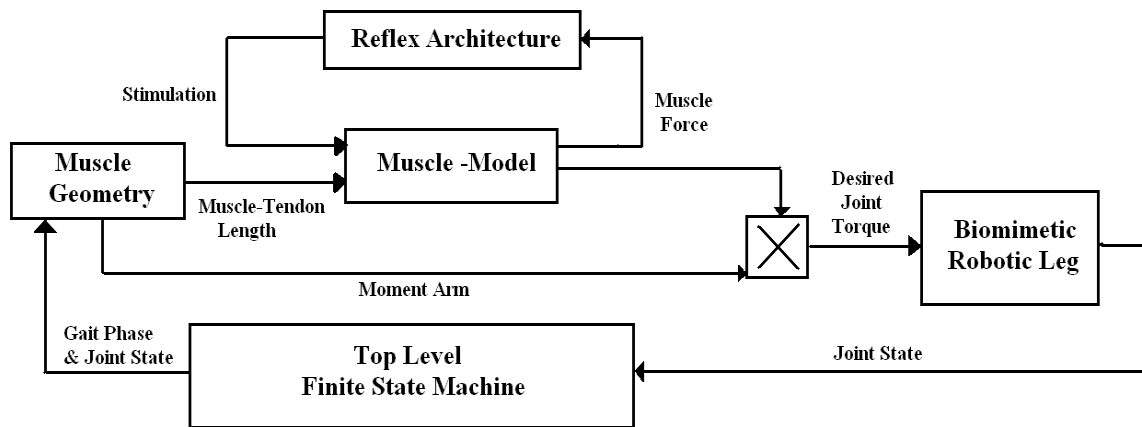 Reflex Architecture
Stimulation
Muscle
Force
Muscle
Geometry
Muscle -Model
Muscle-Tendon
Length
Desired
Joint
Torque
Biomimetic
Robotic Leg
Moment Arm
Gait Phase
& Joint State
Top Level
Finite State Machine
Joint State